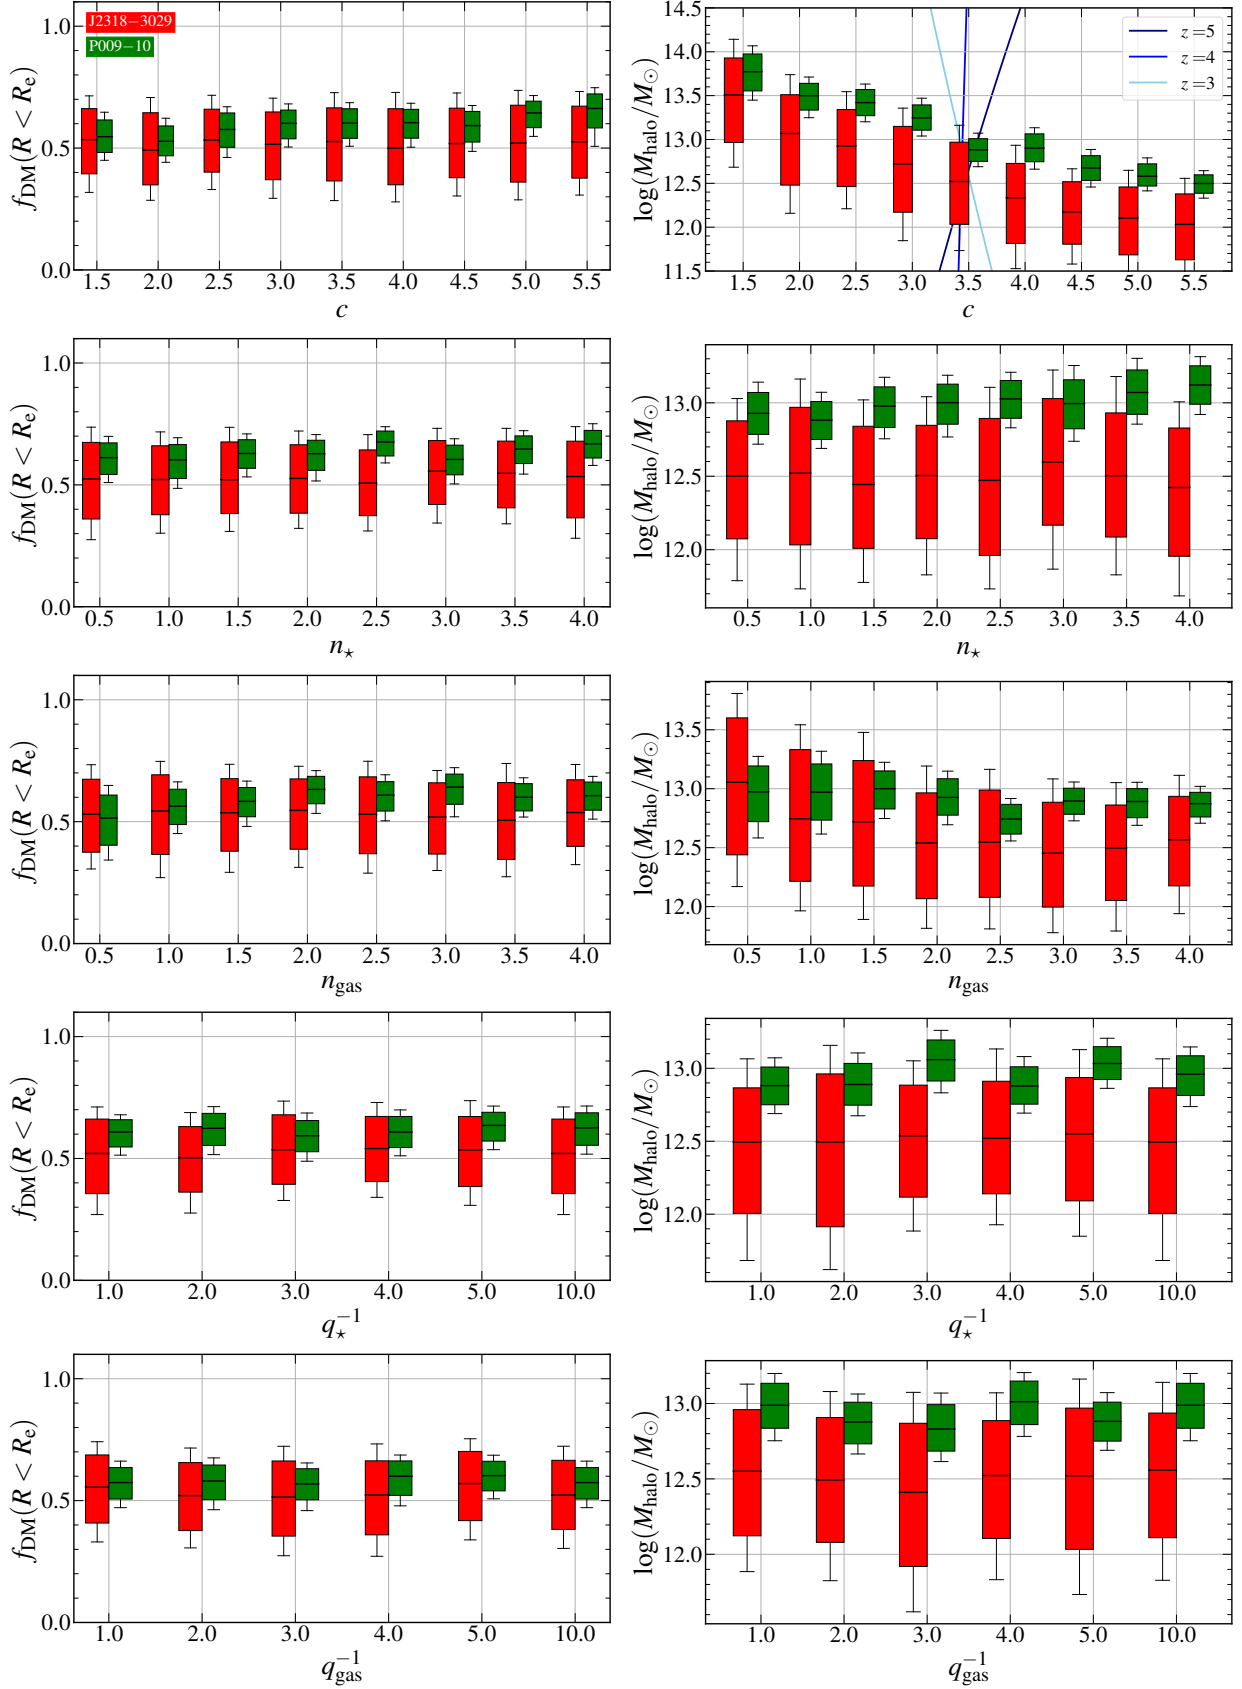 1.0
0.5
0.0
f_DM(R < R_e)
J2318−3029
P009−10
1.5 2.0 2.5 3.0 3.5 4.0 4.5 5.0 5.5
c
14.5
14.0
13.5
13.0
12.5
12.0
11.5
log(M_halo/M_⊙)
z =5
z =4
z =3
1.5 2.0 2.5 3.0 3.5 4.0 4.5 5.0 5.5
c
1.0
0.5
0.0
f_DM(R < R_e)
0.5 1.0 1.5 2.0 2.5 3.0 3.5 4.0
n_⋆
13.0
12.5
12.0
log(M_halo/M_⊙)
0.5 1.0 1.5 2.0 2.5 3.0 3.5 4.0
n_⋆
1.0
0.5
0.0
f_DM(R < R_e)
0.5 1.0 1.5 2.0 2.5 3.0 3.5 4.0
n_gas
13.5
13.0
12.5
12.0
log(M_halo/M_⊙)
0.5 1.0 1.5 2.0 2.5 3.0 3.5 4.0
n_gas
1.0
0.5
0.0
f_DM(R < R_e)
1.0 2.0 3.0 4.0 5.0 10.0
q_⋆^−1
13.0
12.5
12.0
log(M_halo/M_⊙)
1.0 2.0 3.0 4.0 5.0 10.0
q_⋆^−1
1.0
0.5
0.0
f_DM(R < R_e)
1.0 2.0 3.0 4.0 5.0 10.0
q_gas^−1
13.0
12.5
12.0
log(M_halo/M_⊙)
1.0 2.0 3.0 4.0 5.0 10.0
q_gas^−1